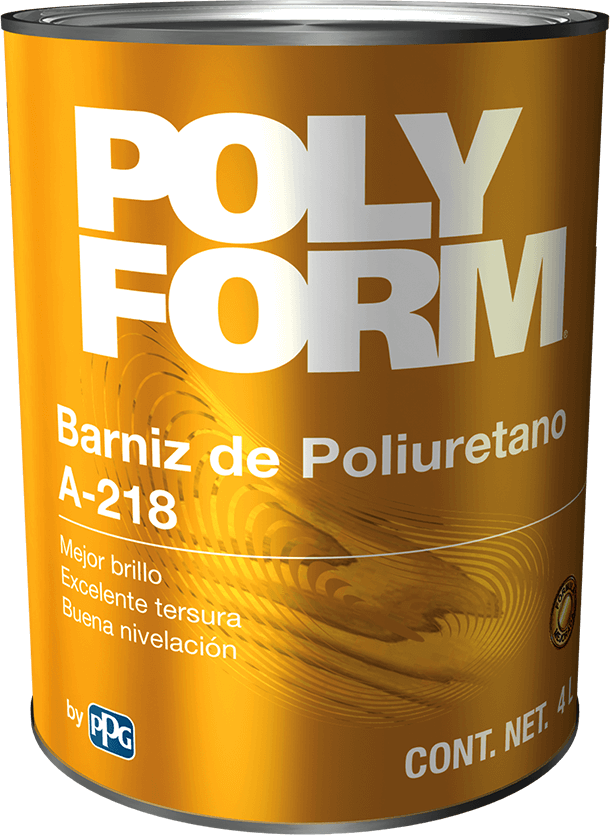 POLY
FORM®
Barniz de Poliuretano
A-218
Mejor brillo
Excelente tersura
Buena nivelación
by PPG
CONT. NET. 4 L